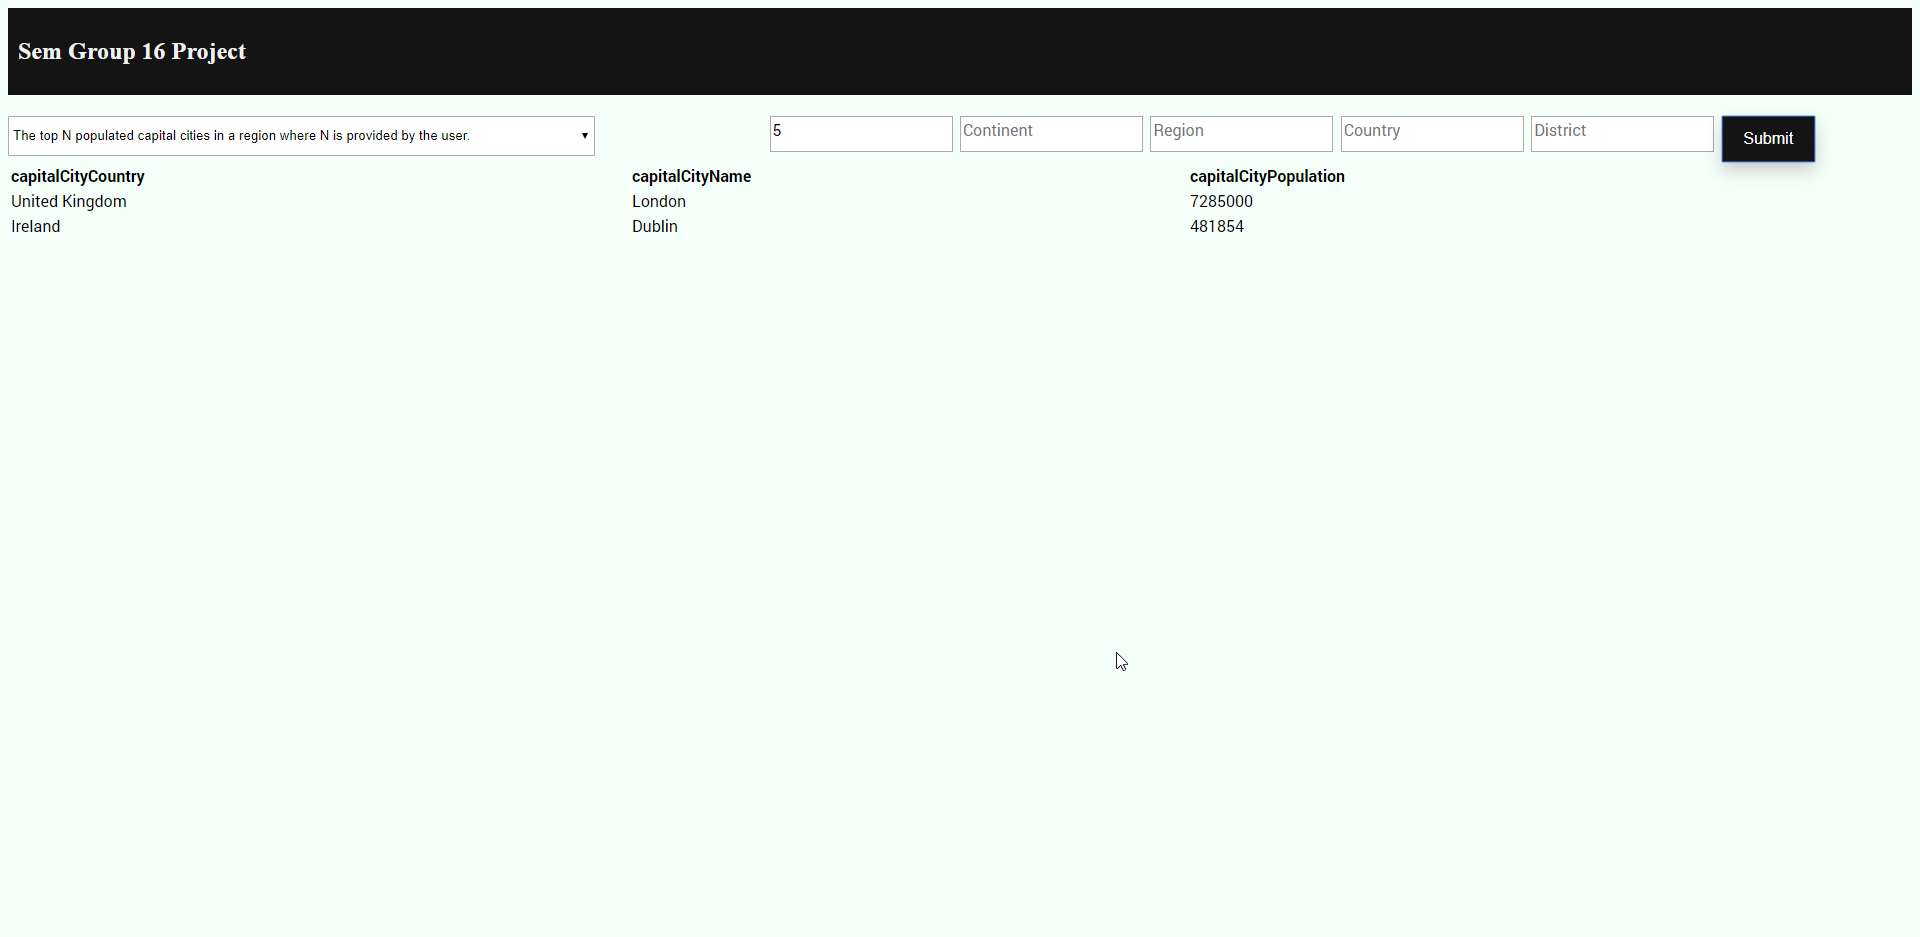 Sem Group 16 Project
The top N populated capital cities in a region where N is provided by the user. 5 Continent Region Country District Submit
capitalCityCountry capitalCityName capitalCityPopulation
United Kingdom London 7285000
Ireland Dublin 481854